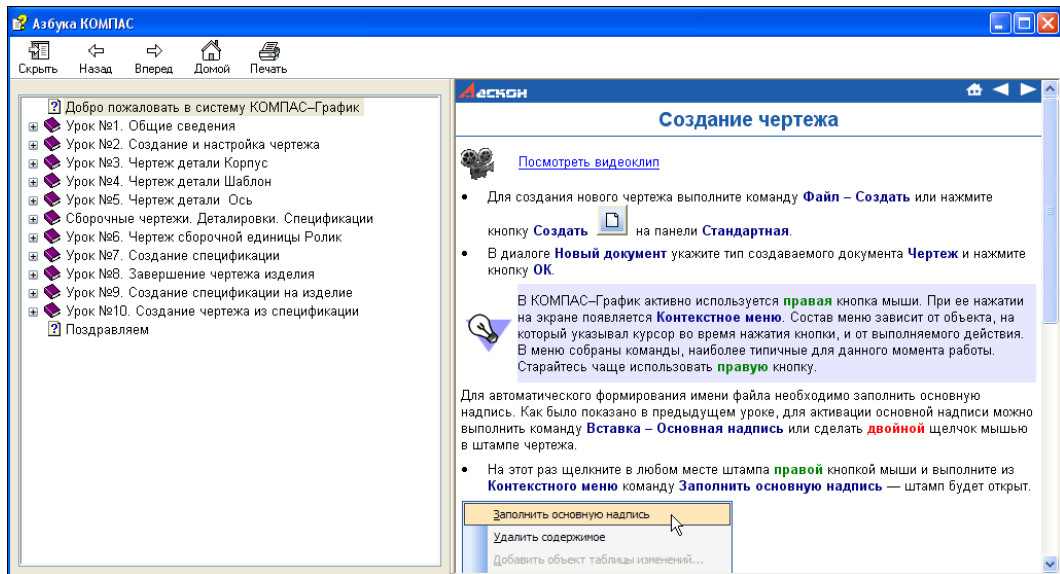 Азбука КОМПАС
Скрыть Назад Вперед Домой Печать
Добро пожаловать в систему КОМПАС–График
Урок №1. Общие сведения
Урок №2. Создание и настройка чертежа
Урок №3. Чертеж детали Корпус
Урок №4. Чертеж детали Шаблон
Урок №5. Чертеж детали Ось
Сборочные чертежи. Деталировки. Спецификации
Урок №6. Чертеж сборочной единицы Ролик
Урок №7. Создание спецификации
Урок №8. Завершение чертежа изделия
Урок №9. Создание спецификации на изделие
Урок №10. Создание чертежа из спецификации
Поздравляем
Аскон
Создание чертежа
Посмотреть видеоклип
• Для создания нового чертежа выполните команду Файл – Создать или нажмите
кнопку Создать на панели Стандартная.
• В диалоге Новый документ укажите тип создаваемого документа Чертеж и нажмите
кнопку ОК.
В КОМПАС–График активно используется правая кнопка мыши. При ее нажатии
на экране появляется Контекстное меню. Состав меню зависит от объекта, на
который указывал курсор во время нажатия кнопки, и от выполняемого действия.
В меню собраны команды, наиболее типичные для данного момента работы.
Старайтесь чаще использовать правую кнопку.
Для автоматического формирования имени файла необходимо заполнить основную
надпись. Как было показано в предыдущем уроке, для активации основной надписи можно
выполнить команду Вставка – Основная надпись или сделать двойной щелчок мышью
в штампе чертежа.
• На этот раз щелкните в любом месте штампа правой кнопкой мыши и выполните из
Контекстного меню команду Заполнить основную надпись — штамп будет открыт.
Заполнить основную надпись
Удалить содержимое
Добавить объект таблицы изменений...